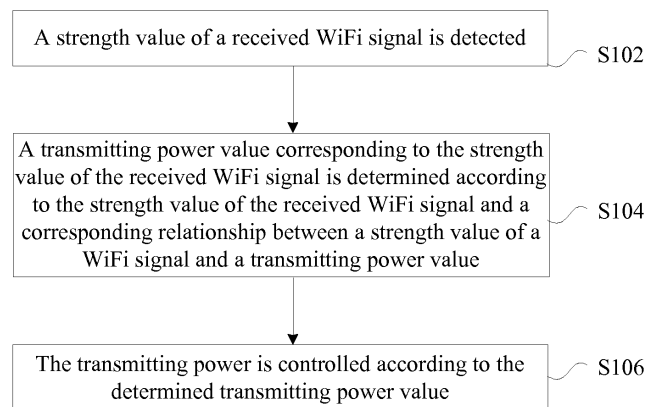 A strength value of a received WiFi signal is detected
S102
A transmitting power value corresponding to the strength
value of the received WiFi signal is determined according
to the strength value of the received WiFi signal and a
corresponding relationship between a strength value of a
WiFi signal and a transmitting power value
S104
The transmitting power is controlled according to the
determined transmitting power value
S106